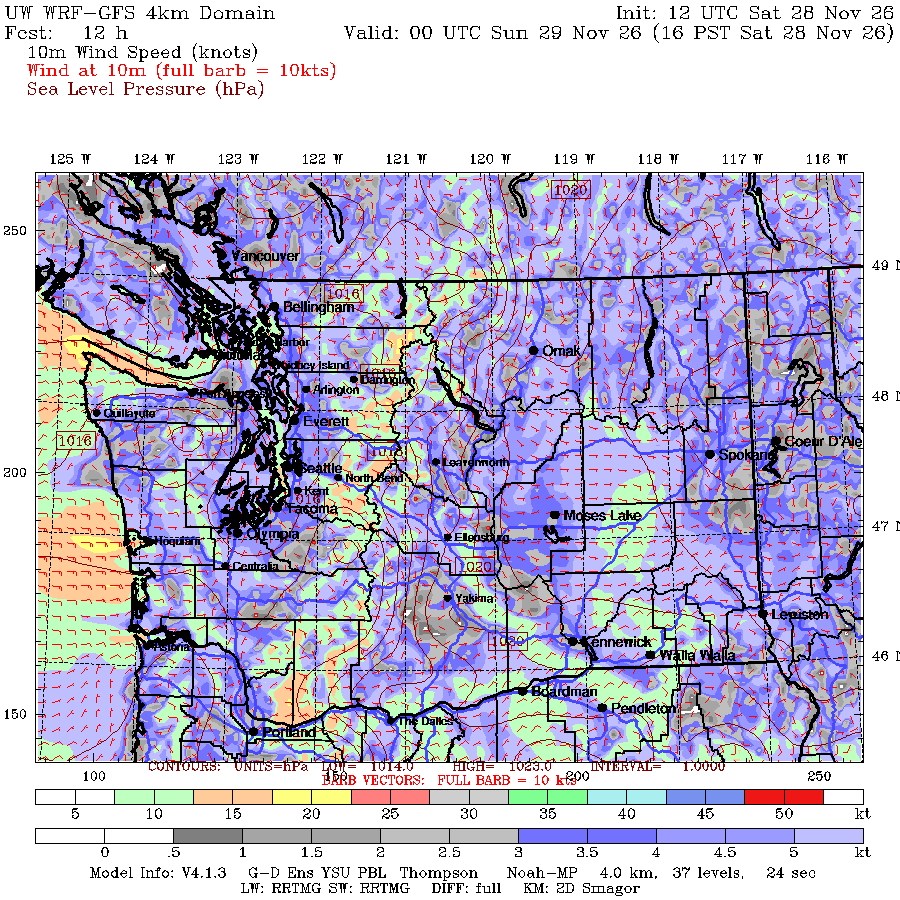 UW WRF-GFS 4km Domain Init: 12 UTC Sat 28 Nov 26
Fcst: 12 h Valid: 00 UTC Sun 29 Nov 26 (16 PST Sat 28 Nov 26)
10m Wind Speed (knots)
Wind at 10m (full barb = 10kts)
Sea Level Pressure (hPa)
125 W 124 W 123 W 122 W 121 W 120 W 119 W 118 W 117 W 116 W
1020
250
Vancouver
49 N
1016
Bellingham
Harbor
Omak
Whidbey Island
Darrington
Arlington
48 N
Quillayute
Everett
1016
Coeur D'Ale
Spokane
Leavenworth
200
Seattle
North Bend
Kent
Tacoma
Moses Lake
47 N
Olympia
Ellensburg
Hoquiam
Centralia
1020
Yakima
Lewiston
1020
Kennewick
Astoria
Walla Walla
46 N
Boardman
Pendleton
150
The Dalles
Portland
CONTOURS: UNITS=hPa LOW= 1014.0 HIGH= 1023.0 INTERVAL= 1.0000
100 150 200 250
BARB VECTORS: FULL BARB = 10 kts
5 10 15 20 25 30 35 40 45 50 kt
0 .5 1 1.5 2 2.5 3 3.5 4 4.5 5 kt
Model Info: V4.1.3 G-D Ens YSU PBL Thompson Noah-MP 4.0 km, 37 levels, 24 sec
LW: RRTMG SW: RRTMG DIFF: full KM: 2D Smagor